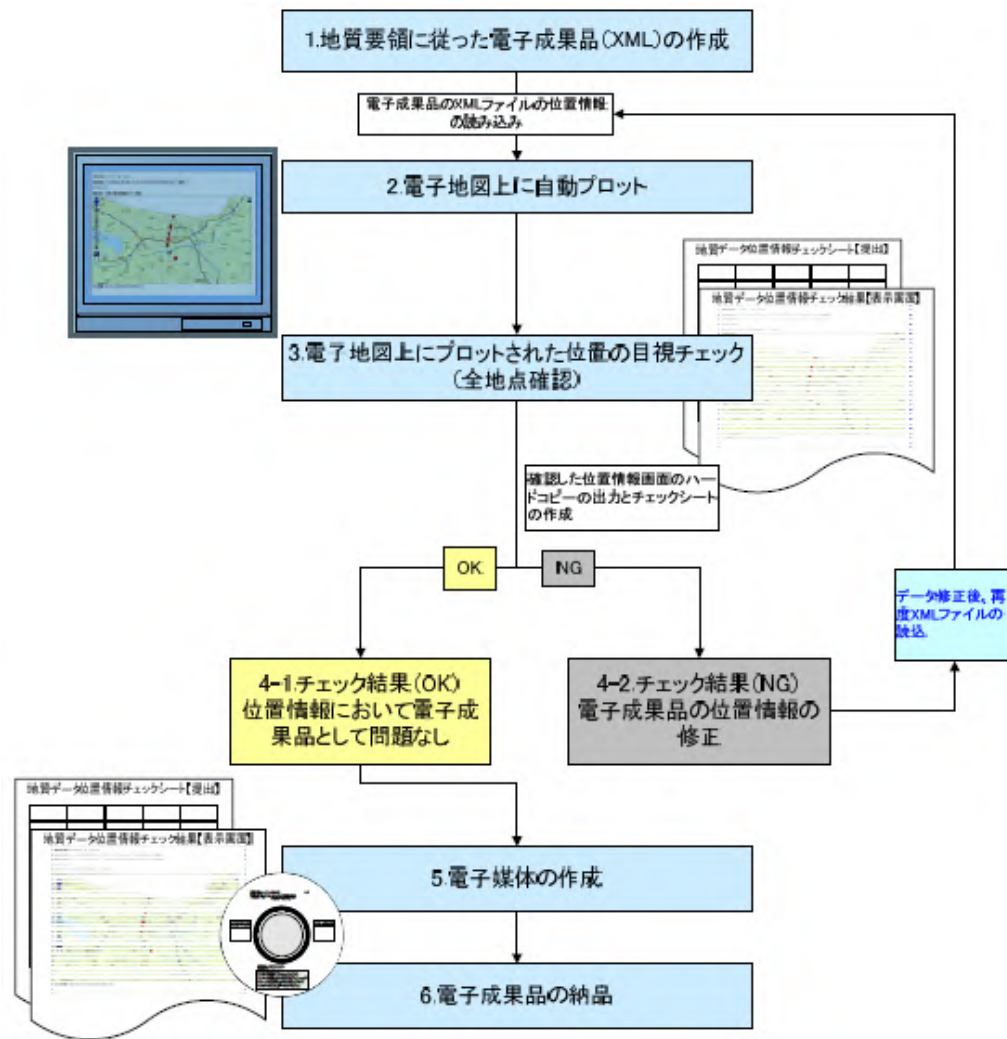 1.地質要領に従った電子成果品(XML)の作成
電子成果品のXMLファイルの位置情報
の読み込み
2.電子地図上に自動プロット
地質データ位置情報チェックシート【提出】
地質データ位置情報チェック結果【表示画面】
3.電子地図上にプロットされた位置の目視チェック
(全地点確認)
確認した位置情報画面のハー
ドコピーの出力とチェックシート
の作成
OK
NG
データ修正後、再
度XMLファイルの
読込。
4-1.チェック結果(OK)
位置情報において電子成
果品として問題なし
4-2.チェック結果(NG)
電子成果品の位置情報の
修正
地質データ位置情報チェックシート【提出】
地質データ位置情報チェック結果【表示画面】
5.電子媒体の作成
6.電子成果品の納品